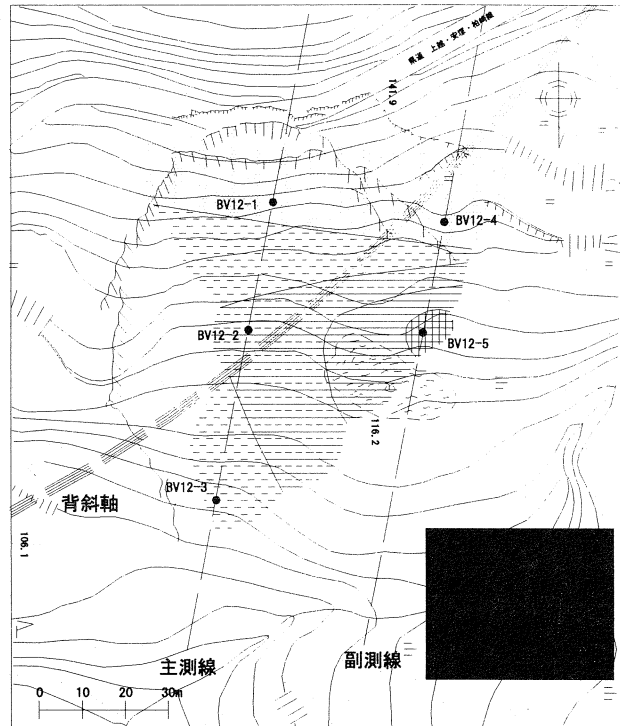 県道 上越・安塚・柏崎線
141.9
BV12-1
BV12-4
BV12-2
BV12-5
116.2
BV12-3
背斜軸
106.1
主測線
副測線
0 10 20 30m